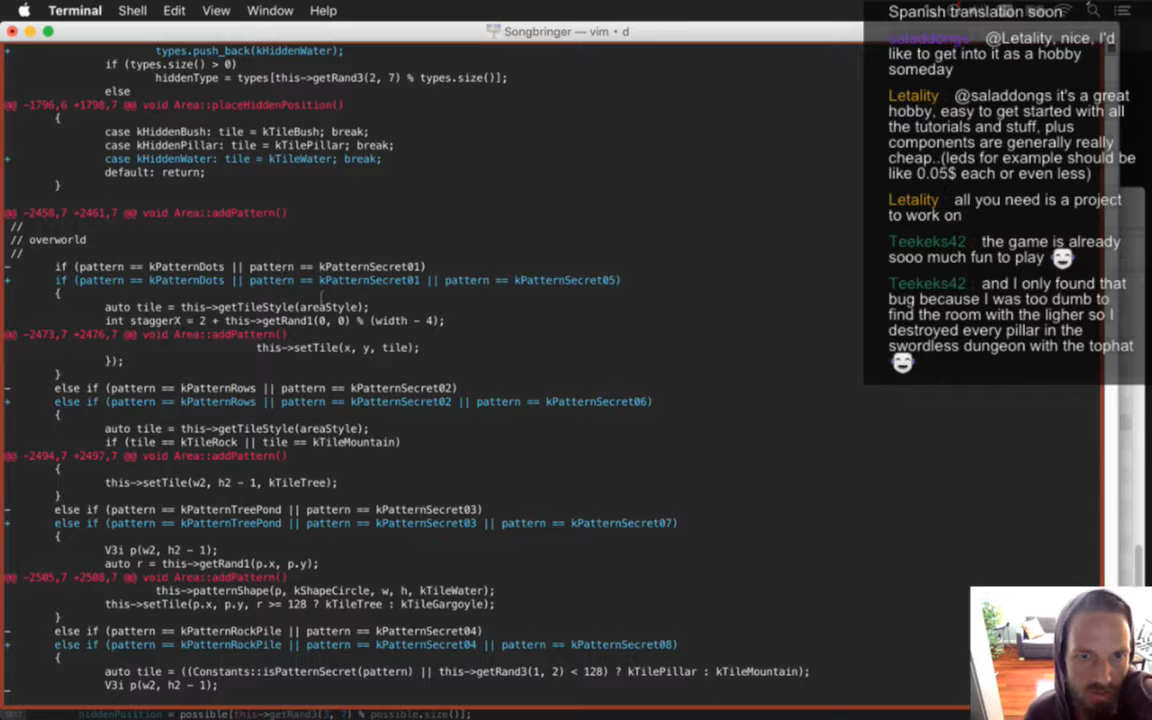 Terminal Shell Edit View Window Help
Songbringer — vim ◂ d
+ types.push_back(kHiddenWater);
if (types.size() > 0)
hiddenType = types[this->getRand3(2, 7) % types.size()];
else
@@ -1796,6 +1798,7 @@ void Area::placeHiddenPosition()
{
case kHiddenBush: tile = kTileBush; break;
case kHiddenPillar: tile = kTilePillar; break;
+ case kHiddenWater: tile = kTileWater; break;
default: return;
}
@@ -2458,7 +2461,7 @@ void Area::addPattern()
//
// overworld
//
- if (pattern == kPatternDots || pattern == kPatternSecret01)
+ if (pattern == kPatternDots || pattern == kPatternSecret01 || pattern == kPatternSecret05)
{
auto tile = this->getTileStyle(areaStyle);
int staggerX = 2 + this->getRand1(0, 0) % (width - 4);
@@ -2473,7 +2476,7 @@ void Area::addPattern()
this->setTile(x, y, tile);
});
}
- else if (pattern == kPatternRows || pattern == kPatternSecret02)
+ else if (pattern == kPatternRows || pattern == kPatternSecret02 || pattern == kPatternSecret06)
{
auto tile = this->getTileStyle(areaStyle);
if (tile == kTileRock || tile == kTileMountain)
@@ -2494,7 +2497,7 @@ void Area::addPattern()
{
this->setTile(w2, h2 - 1, kTileTree);
}
- else if (pattern == kPatternTreePond || pattern == kPatternSecret03)
+ else if (pattern == kPatternTreePond || pattern == kPatternSecret03 || pattern == kPatternSecret07)
{
V3i p(w2, h2 - 1);
auto r = this->getRand1(p.x, p.y);
@@ -2505,7 +2508,7 @@ void Area::addPattern()
this->patternShape(p, kShapeCircle, w, h, kTileWater);
this->setTile(p.x, p.y, r >= 128 ? kTileTree : kTileGargoyle);
}
- else if (pattern == kPatternRockPile || pattern == kPatternSecret04)
+ else if (pattern == kPatternRockPile || pattern == kPatternSecret04 || pattern == kPatternSecret08)
{
auto tile = ((Constants::isPatternSecret(pattern) || this->getRand3(1, 2) < 128) ? kTilePillar : kTileMountain);
V3i p(w2, h2 - 1);
hiddenPosition = possible[this->getRand3(3, 7) % possible.size()];
Spanish translation soon
saladdongs @Letality, nice, I'd
like to get into it as a hobby
someday
Letality @saladdongs it's a great
hobby, easy to get started with all
the tutorials and stuff, plus
components are generally really
cheap..(leds for example should be
like 0.05$ each or even less)
Letality all you need is a project
to work on
Teekeks42 the game is already
sooo much fun to play
Teekeks42 and I only found that
bug because I was too dumb to
find the room with the ligher so I
destroyed every pillar in the
swordless dungeon with the tophat